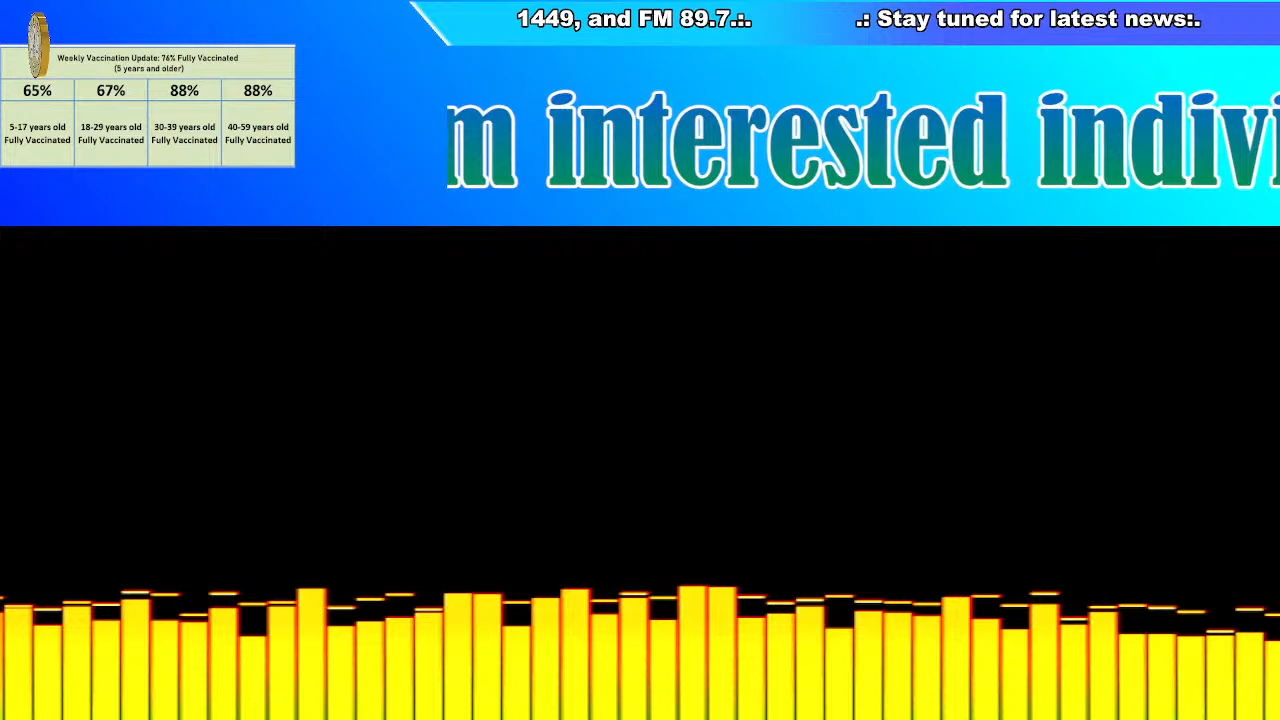 1449, and FM 89.7.:. .: Stay tuned for latest news:.
Weekly Vaccination Update: 76% Fully Vaccinated
(5 years and older)
65% 67% 88% 88%
5-17 years old 18-29 years old 30-39 years old 40-59 years old
Fully Vaccinated Fully Vaccinated Fully Vaccinated Fully Vaccinated
m interested indivi